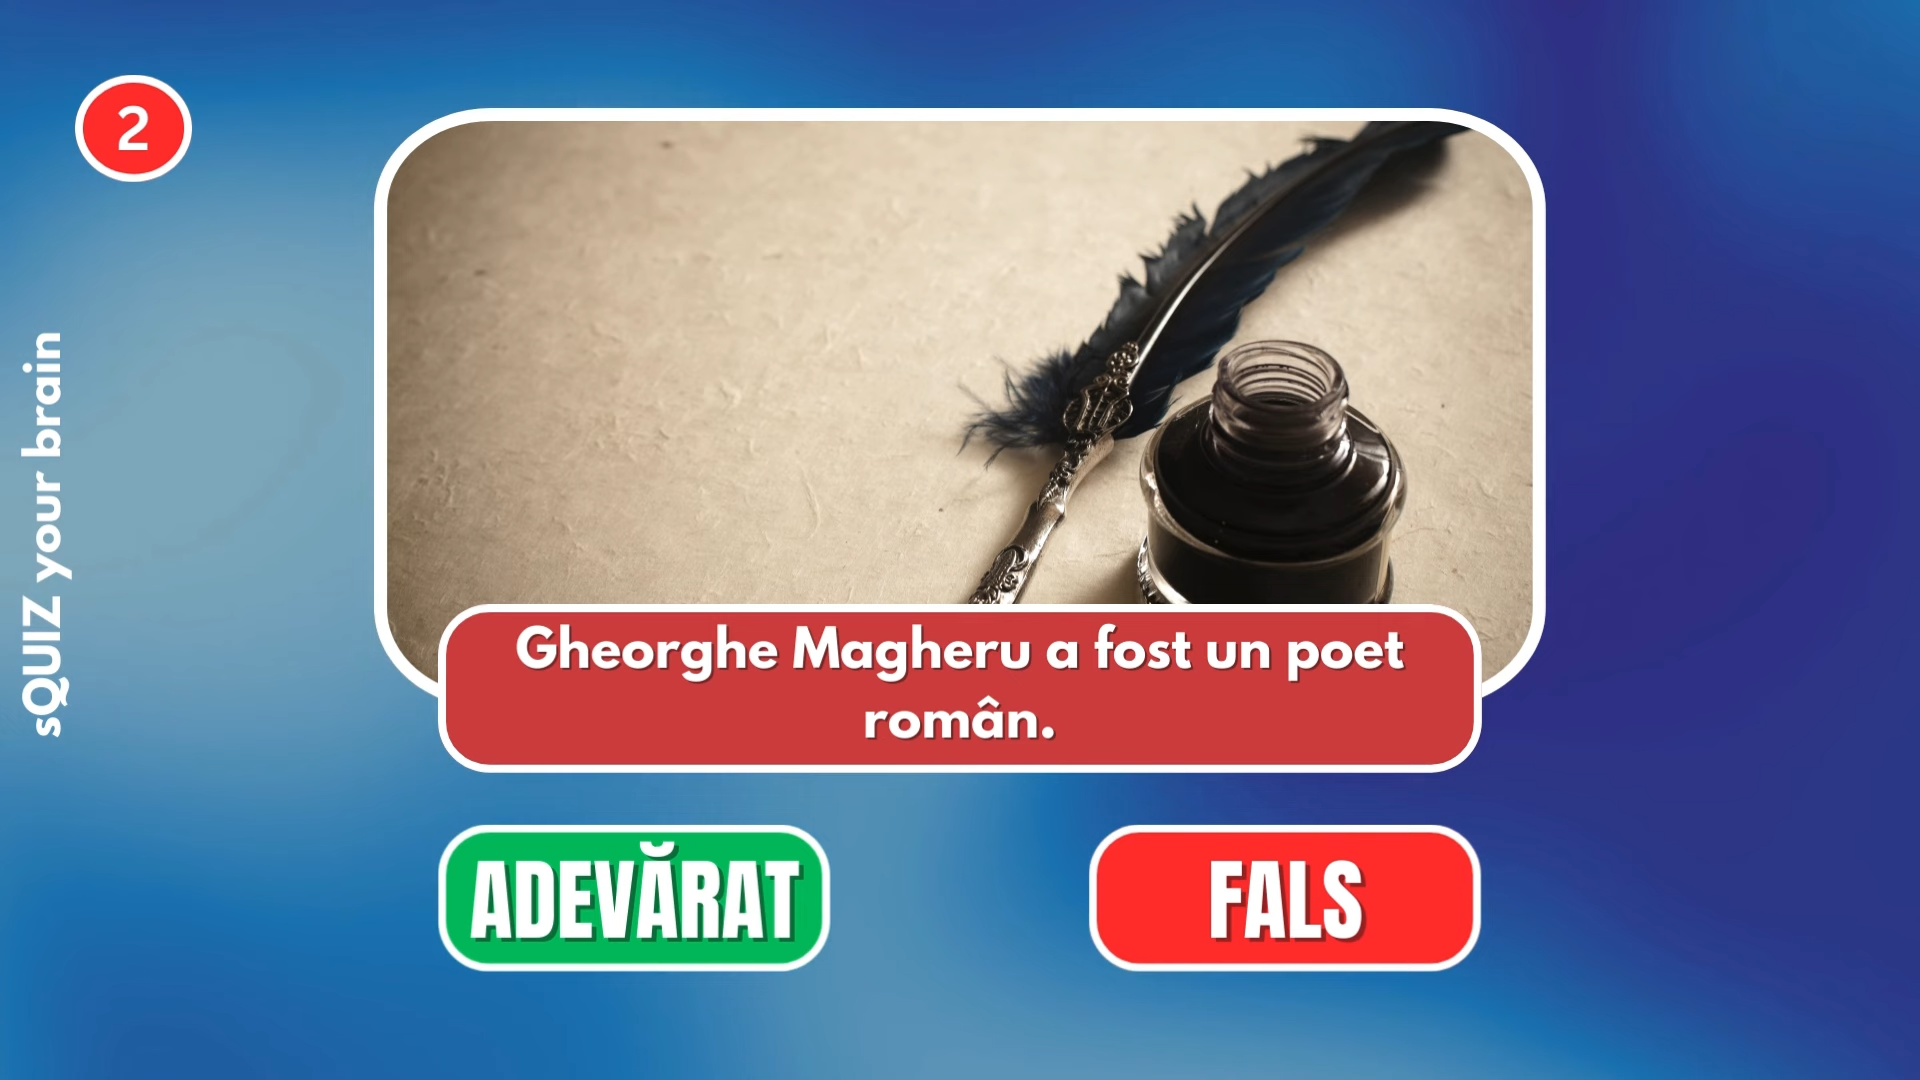 2
sQUIZ your brain
Gheorghe Magheru a fost un poet
român.
ADEVĂRAT
FALS